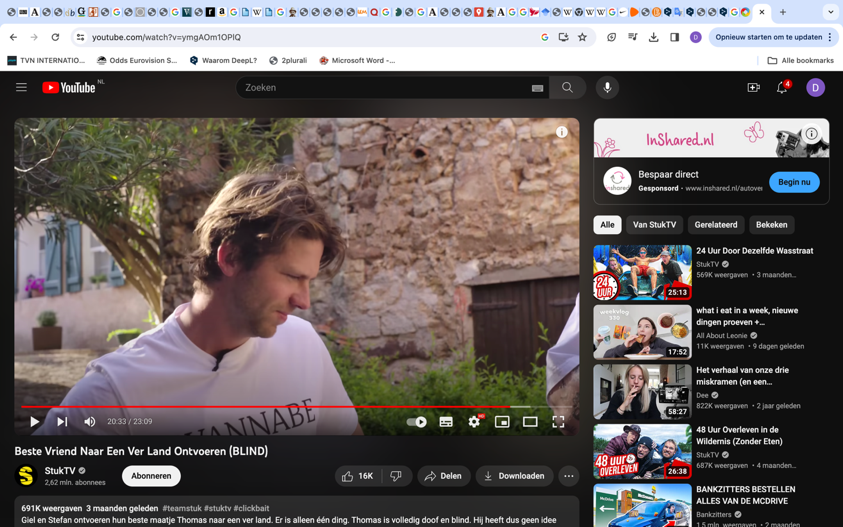 Opnieuw starten om te updaten
youtube.com/watch?v=ymgAOm1OPlQ
TVN INTERNATIO...
Odds Eurovision S...
Waarom DeepL?
2plurali
Microsoft Word -...
All bookmarks
YouTube NL
Zoeken
4
D
InShared.nl
Bespaar direct
Gesponsord · www.inshared.nl/autover
Begin nu
Alle
Van StukTV
Gerelateerd
Bekeken
24 UUR
25:13
24 Uur Door Dezelfde Wasstraat
StukTV
569K weergaven · 3 maanden...
17:52
what i eat in a week, nieuwe
dingen proeven +...
All About Leonie
11K weergaven · 9 dagen geleden
58:27
Het verhaal van onze drie
miskramen (en een...
Dee
822K weergaven · 2 jaar geleden
48 uur
OVERLEVEN
26:38
48 Uur Overleven in de
Wildernis (Zonder Eten)
StukTV
687K weergaven · 4 maanden...
BANKZITTERS BESTELLEN
ALLES VAN DE MCDRIVE
Bankzitters
1,5 mln. weergaven · 2 maanden
WANNABE
20:33 / 23:09
Beste Vriend Naar Een Ver Land Ontvoeren (BLIND)
StukTV
2,62 mln. abonnees
Abonneren
16K
Delen
Downloaden
691K weergaven 3 maanden geleden #teamstuk #stuktv #clickbait
Giel en Stefan ontvoeren hun beste maatje Thomas naar een ver land. Er is alleen één ding. Thomas is volledig doof en blind. Hij heeft dus geen idee